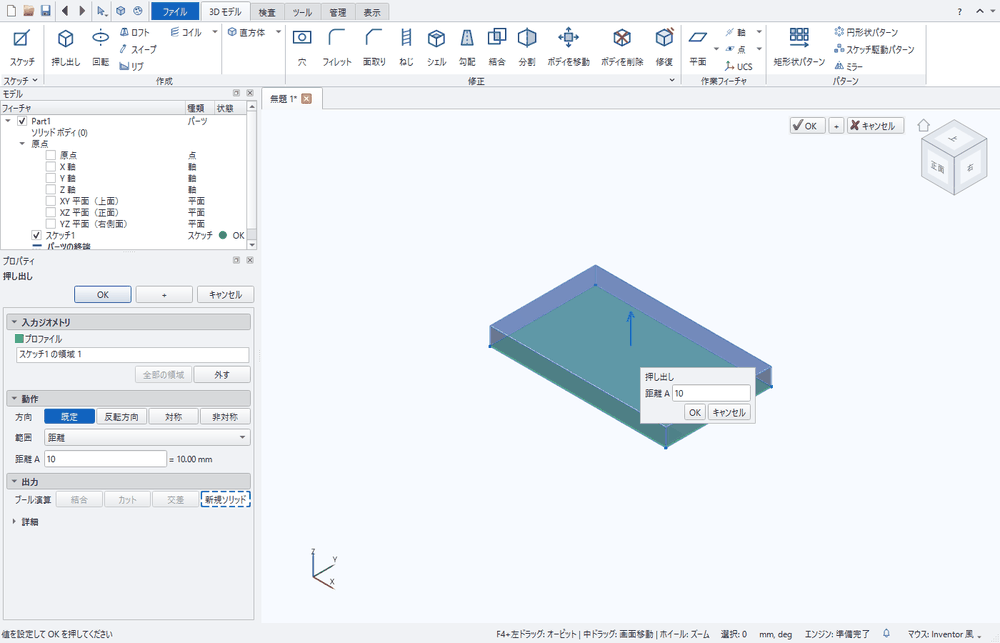 ファイル 3D モデル 検査 ツール 管理 表示 ?
スケッチ 押し出し 回転 ロフト スイープ リブ コイル 直方体 穴 フィレット 面取り ねじ シェル 勾配 結合 分割 ボディを移動 ボディを削除 修復 平面 軸 点 UCS 矩形状パターン 円形状パターン スケッチ駆動パターン ミラー
スケッチ 作成 修正 作業フィーチャ パターン
モデル
フィーチャ 種類 状態
Part1 パーツ
ソリッド ボディ (0)
原点
原点 点
X 軸 軸
Y 軸 軸
Z 軸 軸
XY 平面（上面） 平面
XZ 平面（正面） 平面
YZ 平面（右側面） 平面
スケッチ1 スケッチ OK
パーツの終端
プロパティ
押し出し
OK + キャンセル
入力ジオメトリ
プロファイル
スケッチ1 の領域 1
全部の領域 外す
動作
方向 既定 反転方向 対称 非対称
範囲 距離
距離 A 10 = 10.00 mm
出力
ブール演算 結合 カット 交差 新規ソリッド
詳細
無題 1*
OK + キャンセル
上
正面 右
押し出し
距離 A 10
OK キャンセル
Z
Y
X
値を設定して OK を押してください F4+左ドラッグ: オービット | 中ドラッグ: 画面移動 | ホイール: ズーム 選択: 0 mm, deg エンジン: 準備完了 マウス: Inventor 風